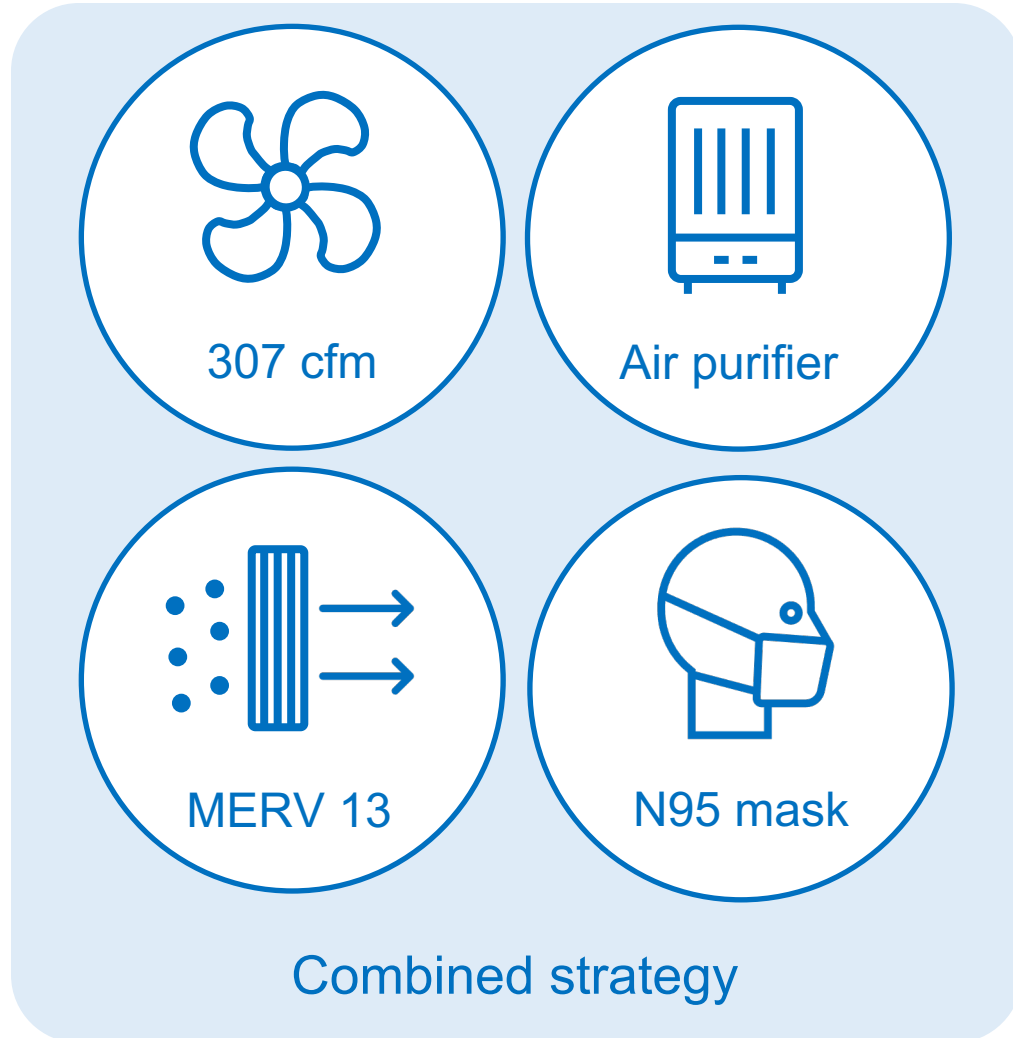 307 cfm
Air purifier
MERV 13
N95 mask
Combined strategy